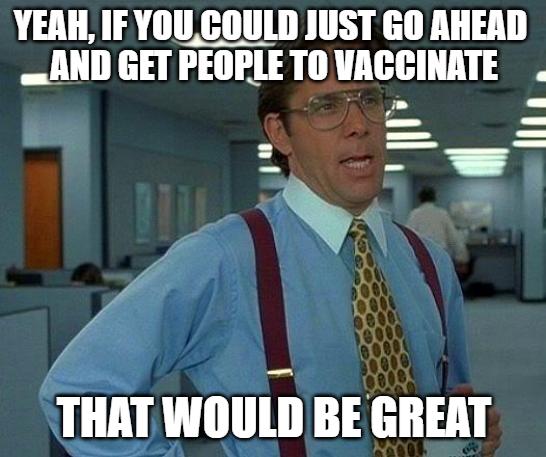 YEAH, IF YOU COULD JUST GO AHEAD
AND GET PEOPLE TO VACCINATE
THAT WOULD BE GREAT